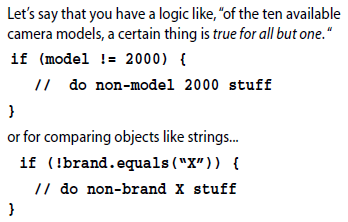 Let’s say that you have a logic like, “of the ten available
camera models, a certain thing is true for all but one. “
if (model != 2000) {
// do non-model 2000 stuff
}
or for comparing objects like strings...
if (!brand.equals(“X”)) {
// do non-brand X stuff
}